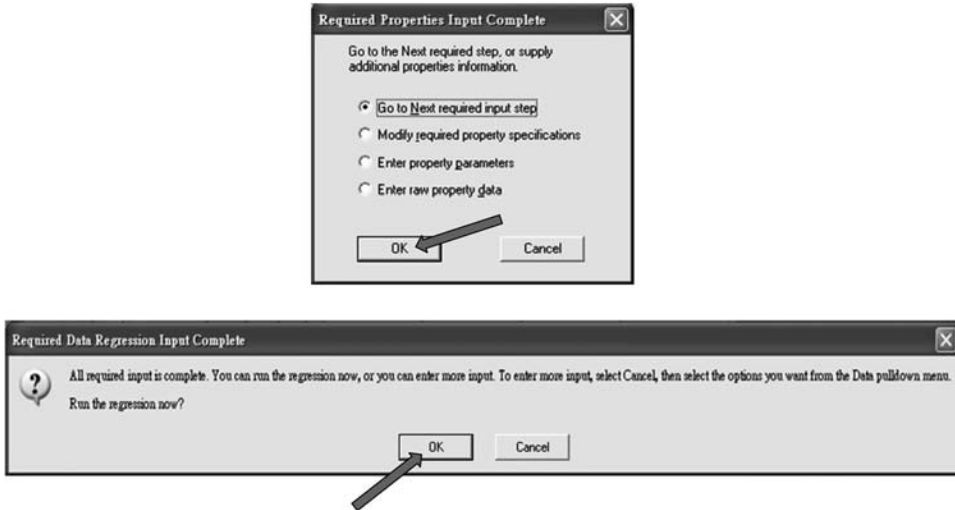 Required Properties Input Complete
Go to the Next required step, or supply
additional properties information.
Go to Next required input step
Modify required property specifications
Enter property parameters
Enter raw property data
OK
Cancel
Required Data Regression Input Complete
All required input is complete. You can run the regression now, or you can enter more input. To enter more input, select Cancel, then select the options you want from the Data pulldown menu.
Run the regression now?
OK
Cancel